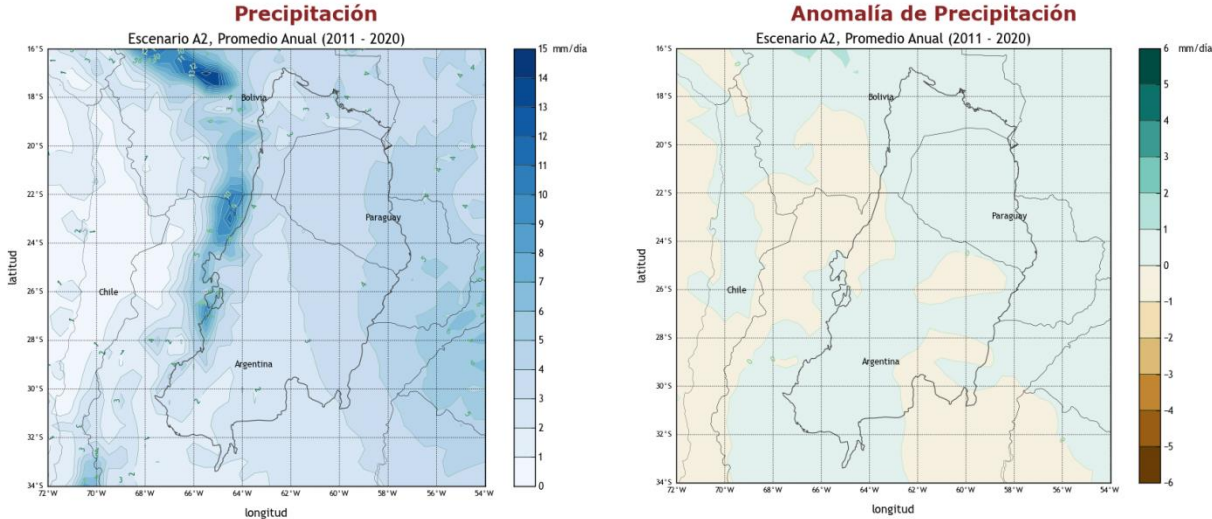 Precipitación
Escenario A2, Promedio Anual (2011 - 2020)
16°S
18°S
20°S
22°S
24°S
26°S
28°S
30°S
32°S
34°S
latitud
72°W 70°W 68°W 66°W 64°W 62°W 60°W 58°W 56°W 54°W
longitud
Bolivia
Paraguay
Chile
Argentina
15 mm/día
14
13
12
11
10
9
8
7
6
5
4
3
2
1
0
Anomalía de Precipitación
Escenario A2, Promedio Anual (2011 - 2020)
16°S
18°S
20°S
22°S
24°S
26°S
28°S
30°S
32°S
34°S
latitud
72°W 70°W 68°W 66°W 64°W 62°W 60°W 58°W 56°W 54°W
longitud
Bolivia
Paraguay
Chile
Argentina
6 mm/día
5
4
3
2
1
0
−1
−2
−3
−4
−5
−6